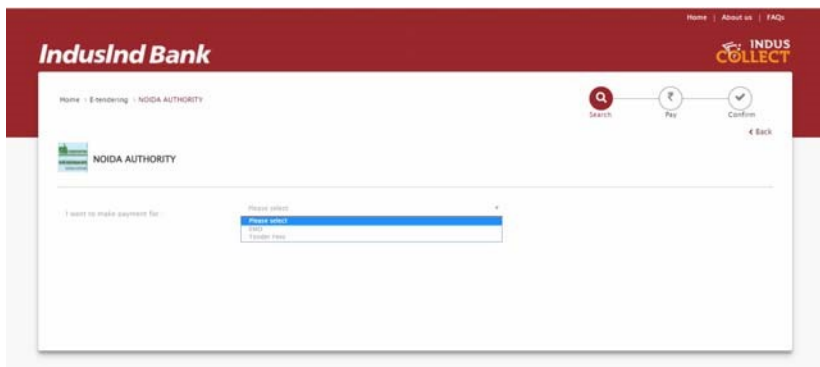 Home | About us | FAQs
IndusInd Bank
INDUS
COLLECT
Home › E-tendering › NOIDA AUTHORITY
Search
Pay
Confirm
Back
NOIDA AUTHORITY
I want to make payment for :
Please select
Please select
EMD
Tender Fees